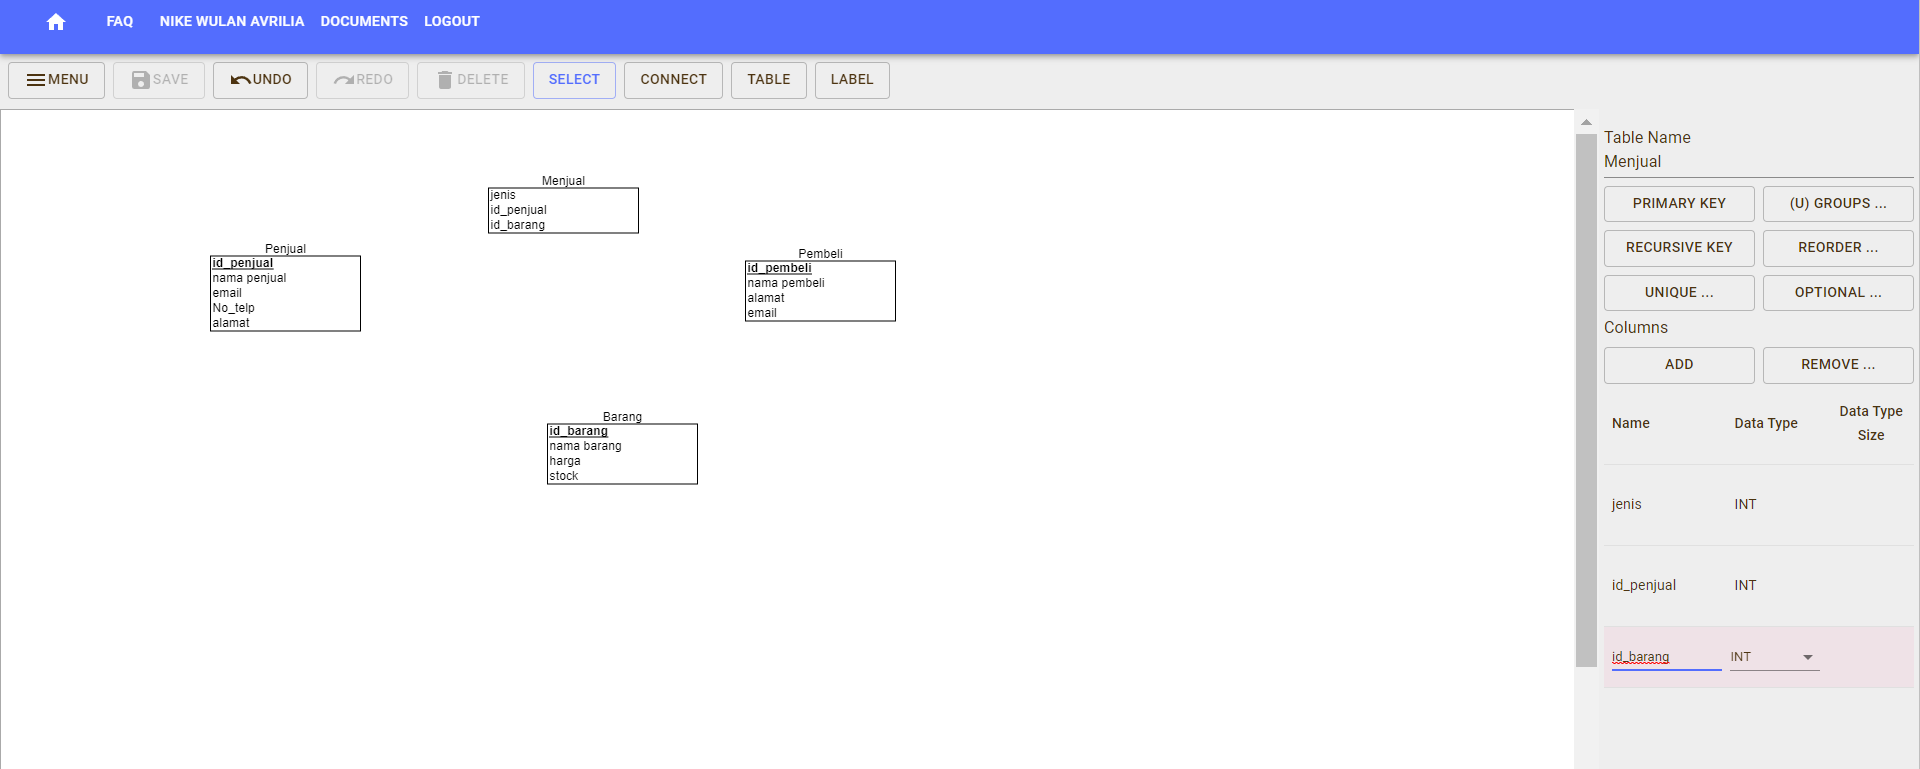 FAQ NIKE WULAN AVRILIA DOCUMENTS LOGOUT
MENU SAVE UNDO REDO DELETE SELECT CONNECT TABLE LABEL
Menjual
jenis
id_penjual
id_barang
Penjual
id_penjual
nama penjual
email
No_telp
alamat
Pembeli
id_pembeli
nama pembeli
alamat
email
Barang
id_barang
nama barang
harga
stock
Table Name
Menjual
PRIMARY KEY (U) GROUPS ...
RECURSIVE KEY REORDER ...
UNIQUE ... OPTIONAL ...
Columns
ADD REMOVE ...
Name Data Type Data Type
Size
jenis INT
id_penjual INT
id_barang INT